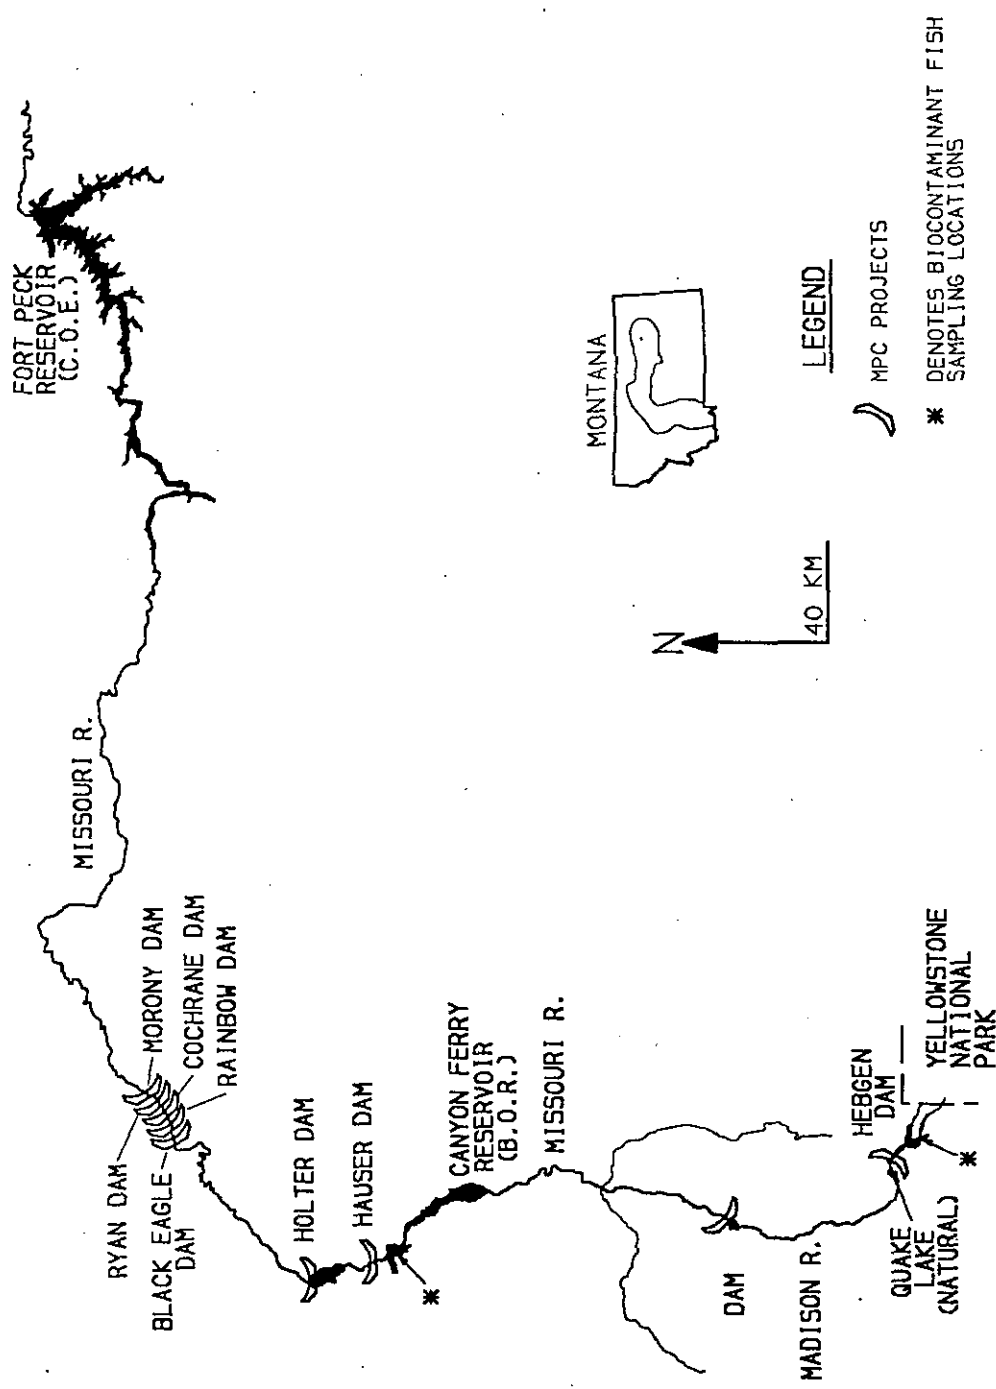 FORT PECK
RESERVOIR
(C.O.E.)
MISSOURI R.
RYAN DAM
MORONY DAM
BLACK EAGLE
DAM
COCHRANE DAM
RAINBOW DAM
HOLTER DAM
HAUSER DAM
CANYON FERRY
RESERVOIR
(B.O.R.)
MISSOURI R.
DAM
MADISON R.
HEBGEN
DAM
QUAKE
LAKE
(NATURAL)
YELLOWSTONE
NATIONAL
PARK
MONTANA
N
40 KM
LEGEND
MPC PROJECTS
* DENOTES BIOCONTAMINANT FISH
SAMPLING LOCATIONS